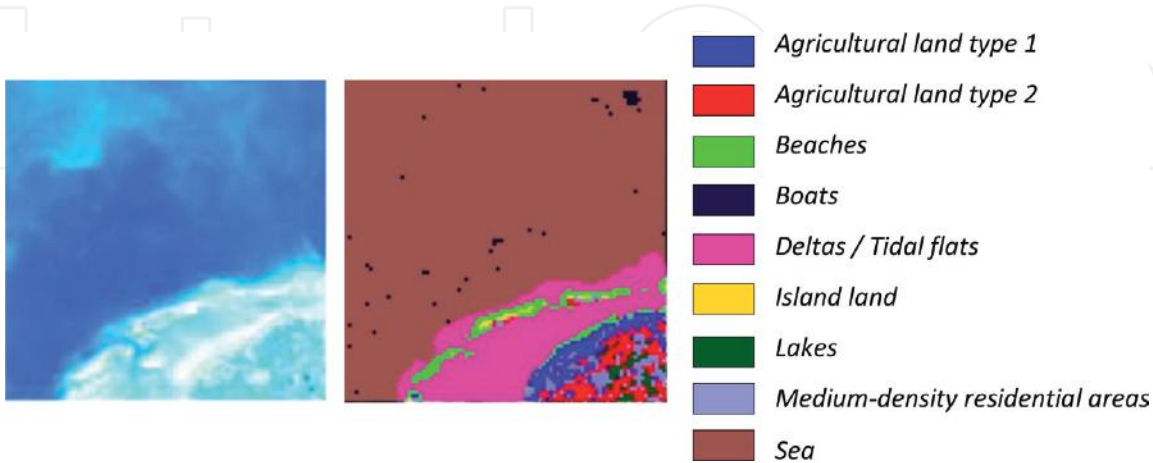 Agricultural land type 1
Agricultural land type 2
Beaches
Boats
Deltas / Tidal flats
Island land
Lakes
Medium-density residential areas
Sea